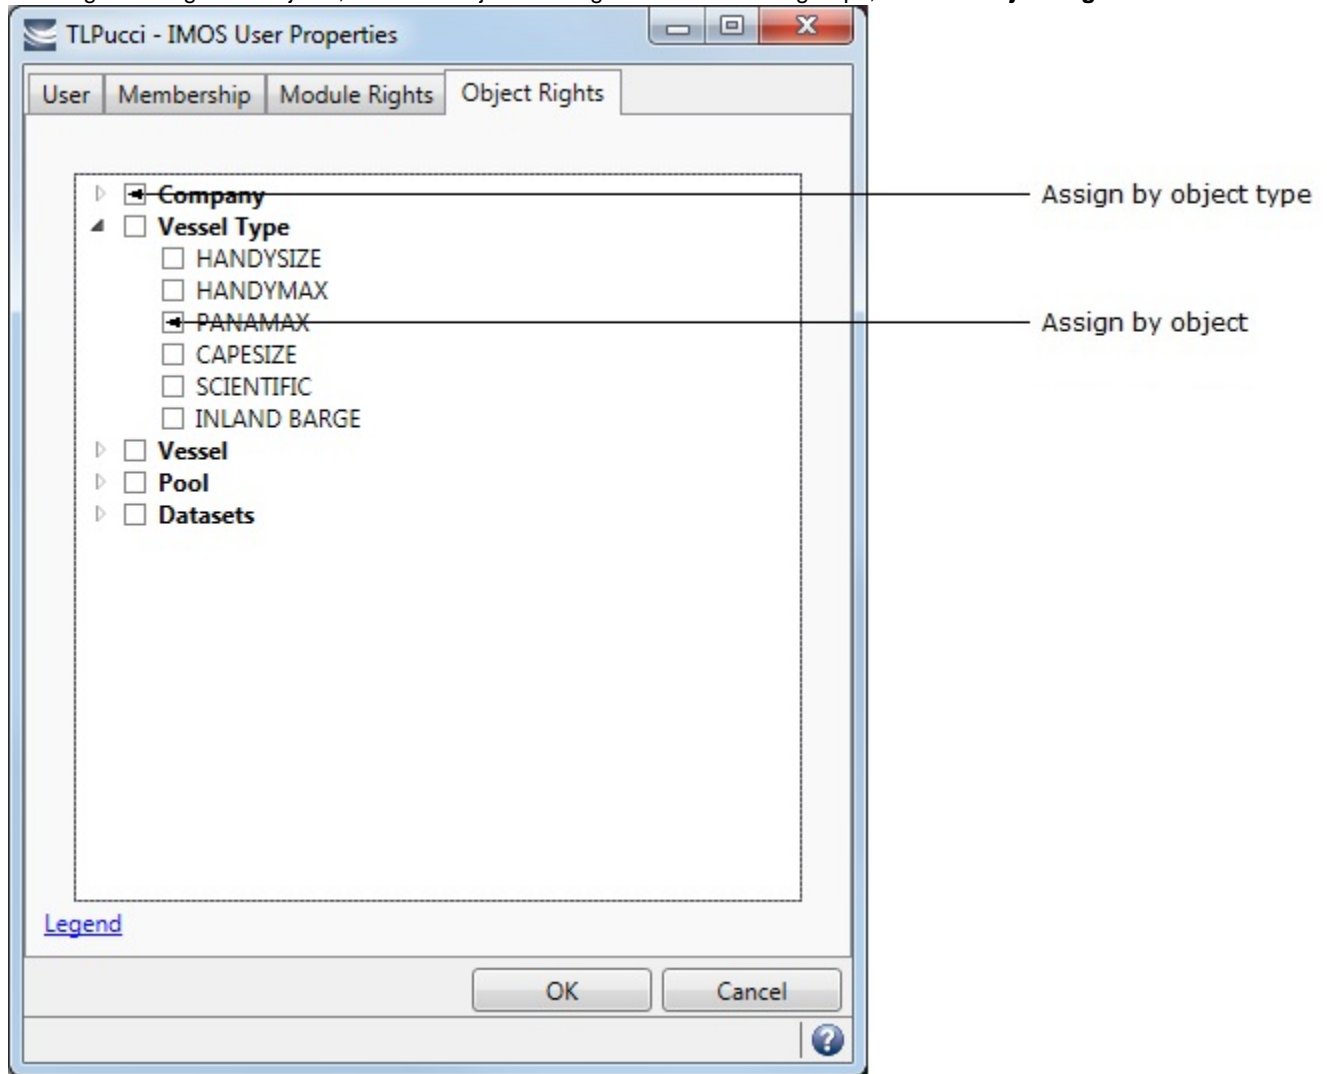 TLPucci - IMOS User Properties
User Membership Module Rights Object Rights
Company
Assign by object type
Vessel Type
HANDYSIZE
HANDYMAX
PANAMAX
Assign by object
CAPESIZE
SCIENTIFIC
INLAND BARGE
Vessel
Pool
Datasets
Legend
OK Cancel